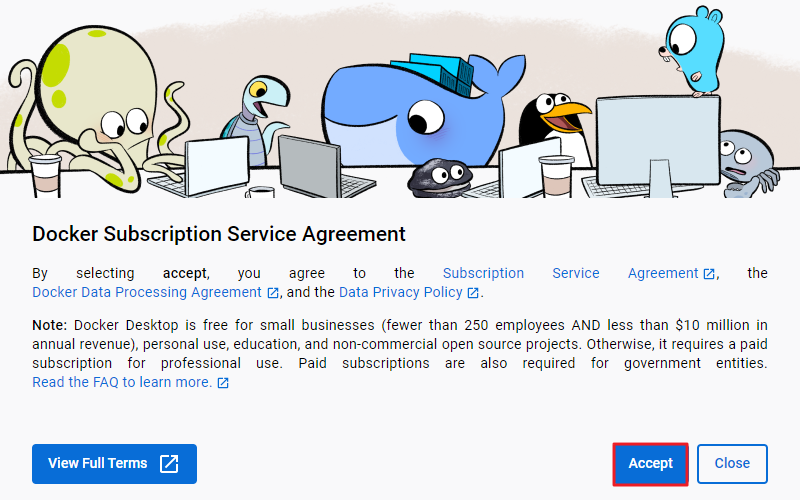 Docker Subscription Service Agreement
By selecting accept, you agree to the Subscription Service Agreement, the
Docker Data Processing Agreement, and the Data Privacy Policy.
Note: Docker Desktop is free for small businesses (fewer than 250 employees AND less than $10 million in
annual revenue), personal use, education, and non-commercial open source projects. Otherwise, it requires a paid
subscription for professional use. Paid subscriptions are also required for government entities.
Read the FAQ to learn more.
View Full Terms
Accept
Close